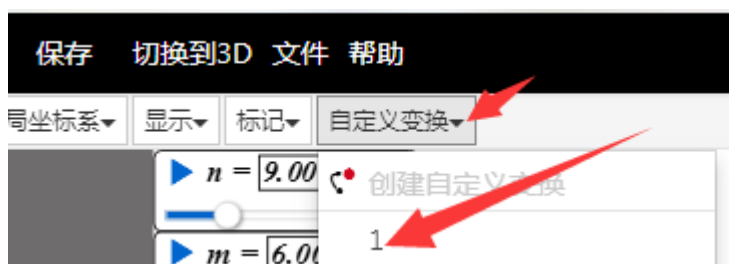 保存 切换到3D 文件 帮助
局坐标系 显示 标记 自定义变换
n = 9.00
创建自定义变换
1
m = 6.00